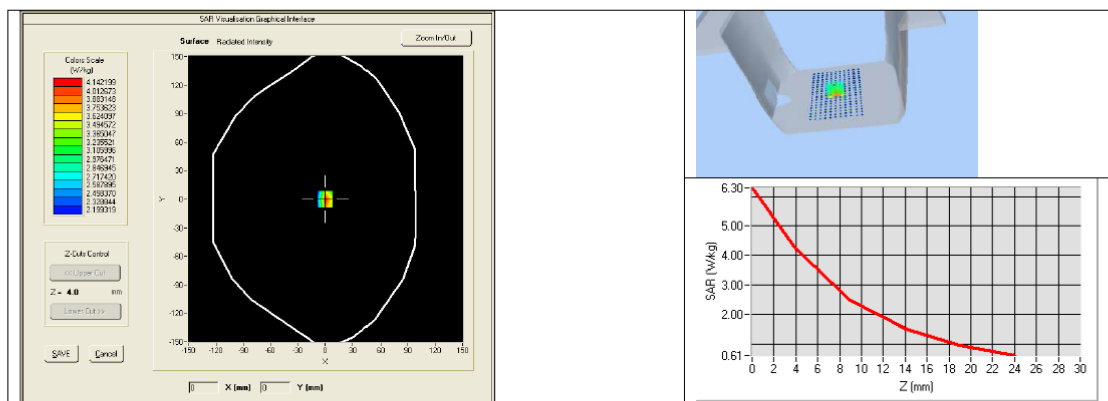 SAR Visualisation Graphical Interface
Surface Radiated Intensity
Zoom In/Out
Colors Scale
(W/kg)
4.142199
4.012673
3.883148
3.753623
3.624097
3.494572
3.365047
3.235521
3.105996
2.976471
2.846945
2.717420
2.587895
2.458370
2.328844
2.199319
Z-Cuts Control
<< Upper Cut
Z = 4.0 mm
Lower Cut >>
SAVE Cancel
150
120
90
60
30
0
-30
-60
-90
-120
-150
Y
-150 -120 -90 -60 -30 0 30 60 90 120 150
X
0 X (mm) 0 Y (mm)
6.30
5.00
4.00
3.00
2.00
0.61
SAR (W/kg)
0 2 4 6 8 10 12 14 16 18 20 22 24 26 30
Z (mm)